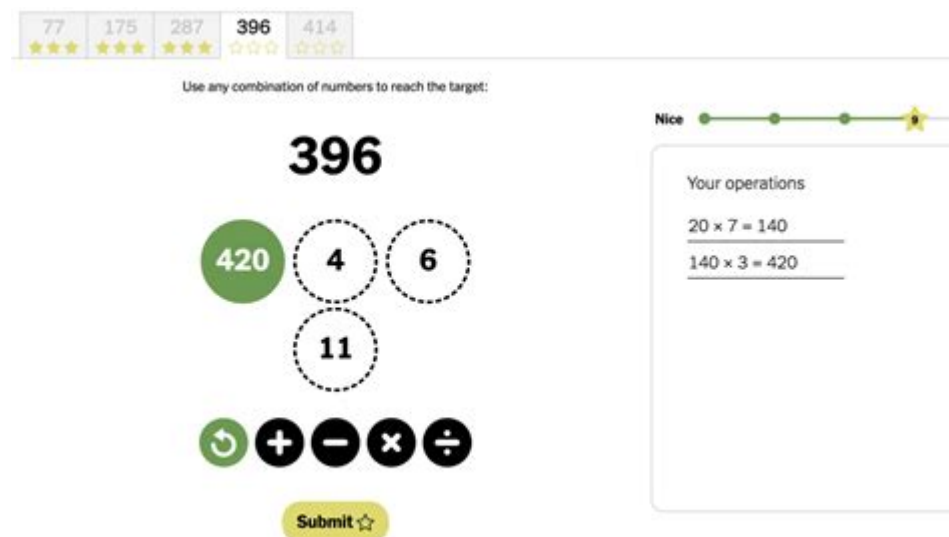 77 175 287 396 414
Use any combination of numbers to reach the target:
396
Nice
9
Your operations
20 × 7 = 140
140 × 3 = 420
420 4 6
11
+ − × ÷
Submit